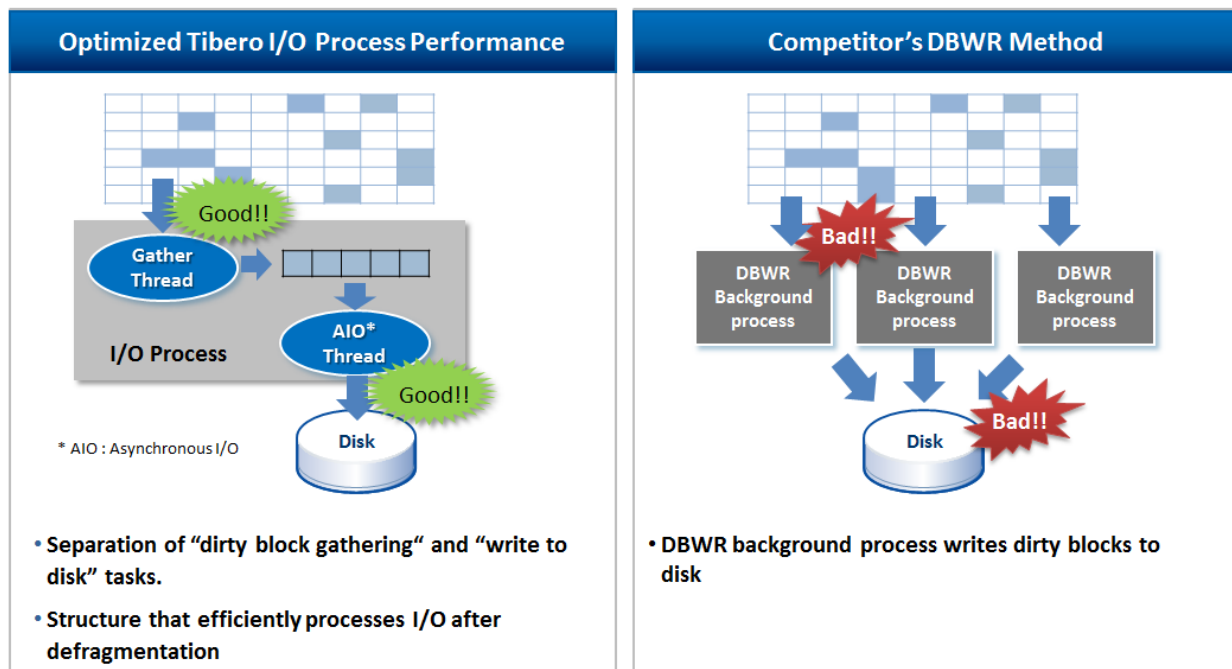 Optimized Tibero I/O Process Performance
Good!!
Gather
Thread
I/O Process
AIO*
Thread
Good!!
Disk
* AIO : Asynchronous I/O
• Separation of “dirty block gathering“ and “write to
disk” tasks.
• Structure that efficiently processes I/O after
defragmentation
Competitor’s DBWR Method
Bad!!
DBWR
Background
process
DBWR
Background
process
DBWR
Background
process
Disk
Bad!!
• DBWR background process writes dirty blocks to
disk